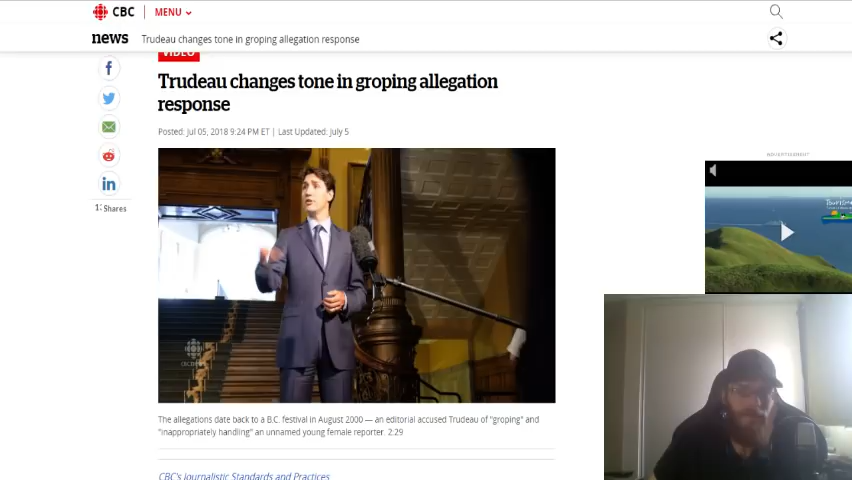 CBC
MENU
news
Trudeau changes tone in groping allegation response
VIDEO
Trudeau changes tone in groping allegation
response
Posted: Jul 05, 2018 9:24 PM ET | Last Updated: July 5
Shares
ADVERTISEMENT
The allegations date back to a B.C. festival in August 2000 — an editorial accused Trudeau of "groping" and
"inappropriately handling" an unnamed young female reporter. 2:29
CBC's Journalistic Standards and Practices